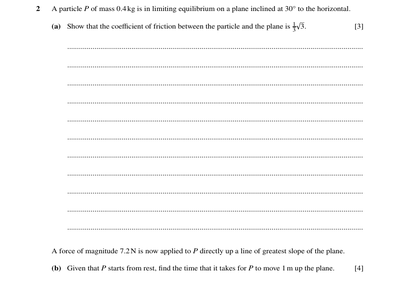 2 A particle P of mass 0.4 kg is in limiting equilibrium on a plane inclined at 30° to the horizontal.
(a) Show that the coefficient of friction between the particle and the plane is ⅓√3. [3]
A force of magnitude 7.2 N is now applied to P directly up a line of greatest slope of the plane.
(b) Given that P starts from rest, find the time that it takes for P to move 1 m up the plane. [4]